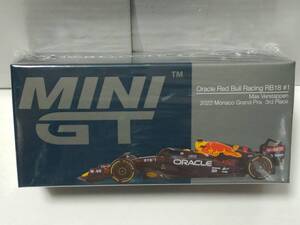 MINI
GT
TM
Oracle Red Bull Racing RB18 #1
Max Verstappen
2022 Monaco Grand Prix 3rd Place
ORACLE